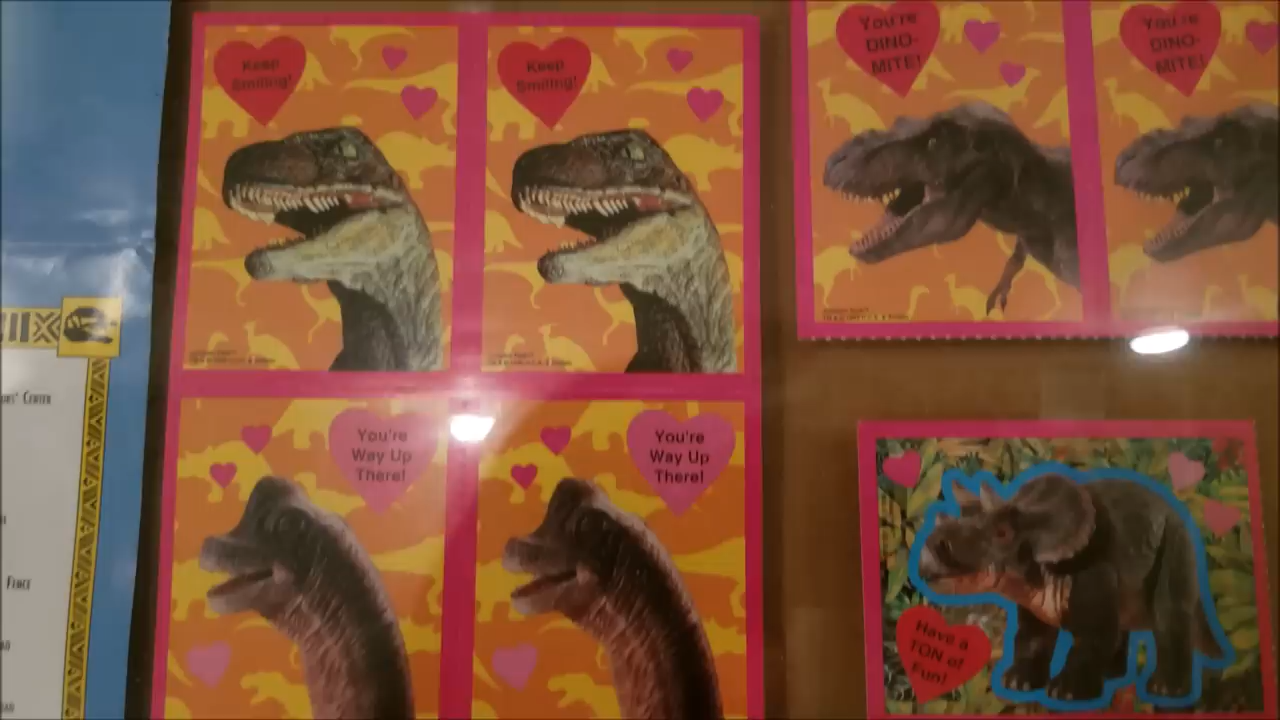 Keep
Smiling!
Keep
Smiling!
You're
DINO-
MITE!
You're
DINO-
MITE!
You're
Way Up
There!
You're
Way Up
There!
Have a
TON of
Fun!
Center
Fence